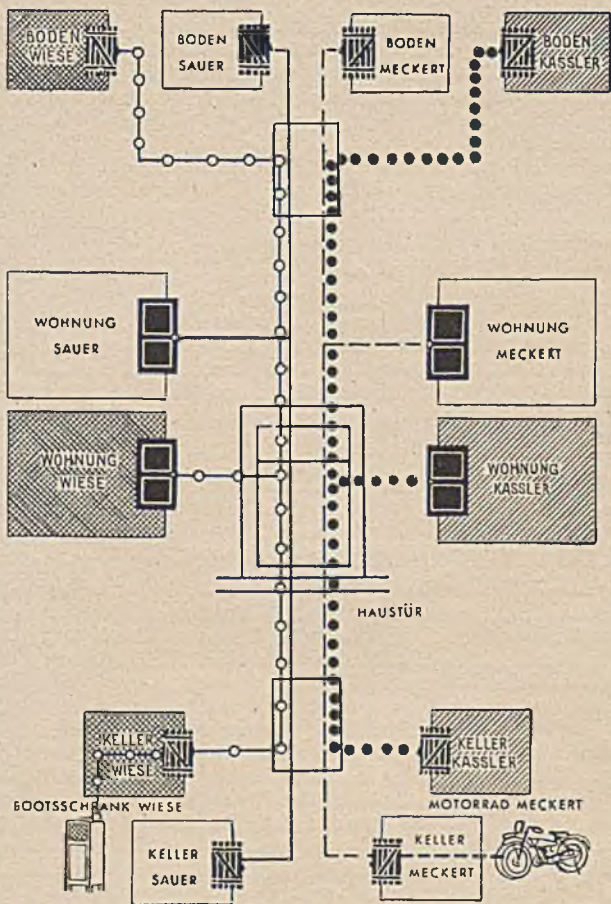 BODEN
WIESE
BODEN
SAUER
BODEN
MECKERT
BODEN
KASSLER
WOHNUNG
SAUER
WOHNUNG
MECKERT
WOHNUNG
WIESE
WOHNUNG
KASSLER
HAUSTÜR
KELLER
WIESE
KELLER
KASSLER
BOOTSSCHRANK WIESE
MOTORRAD MECKERT
KELLER
SAUER
KELLER
MECKERT